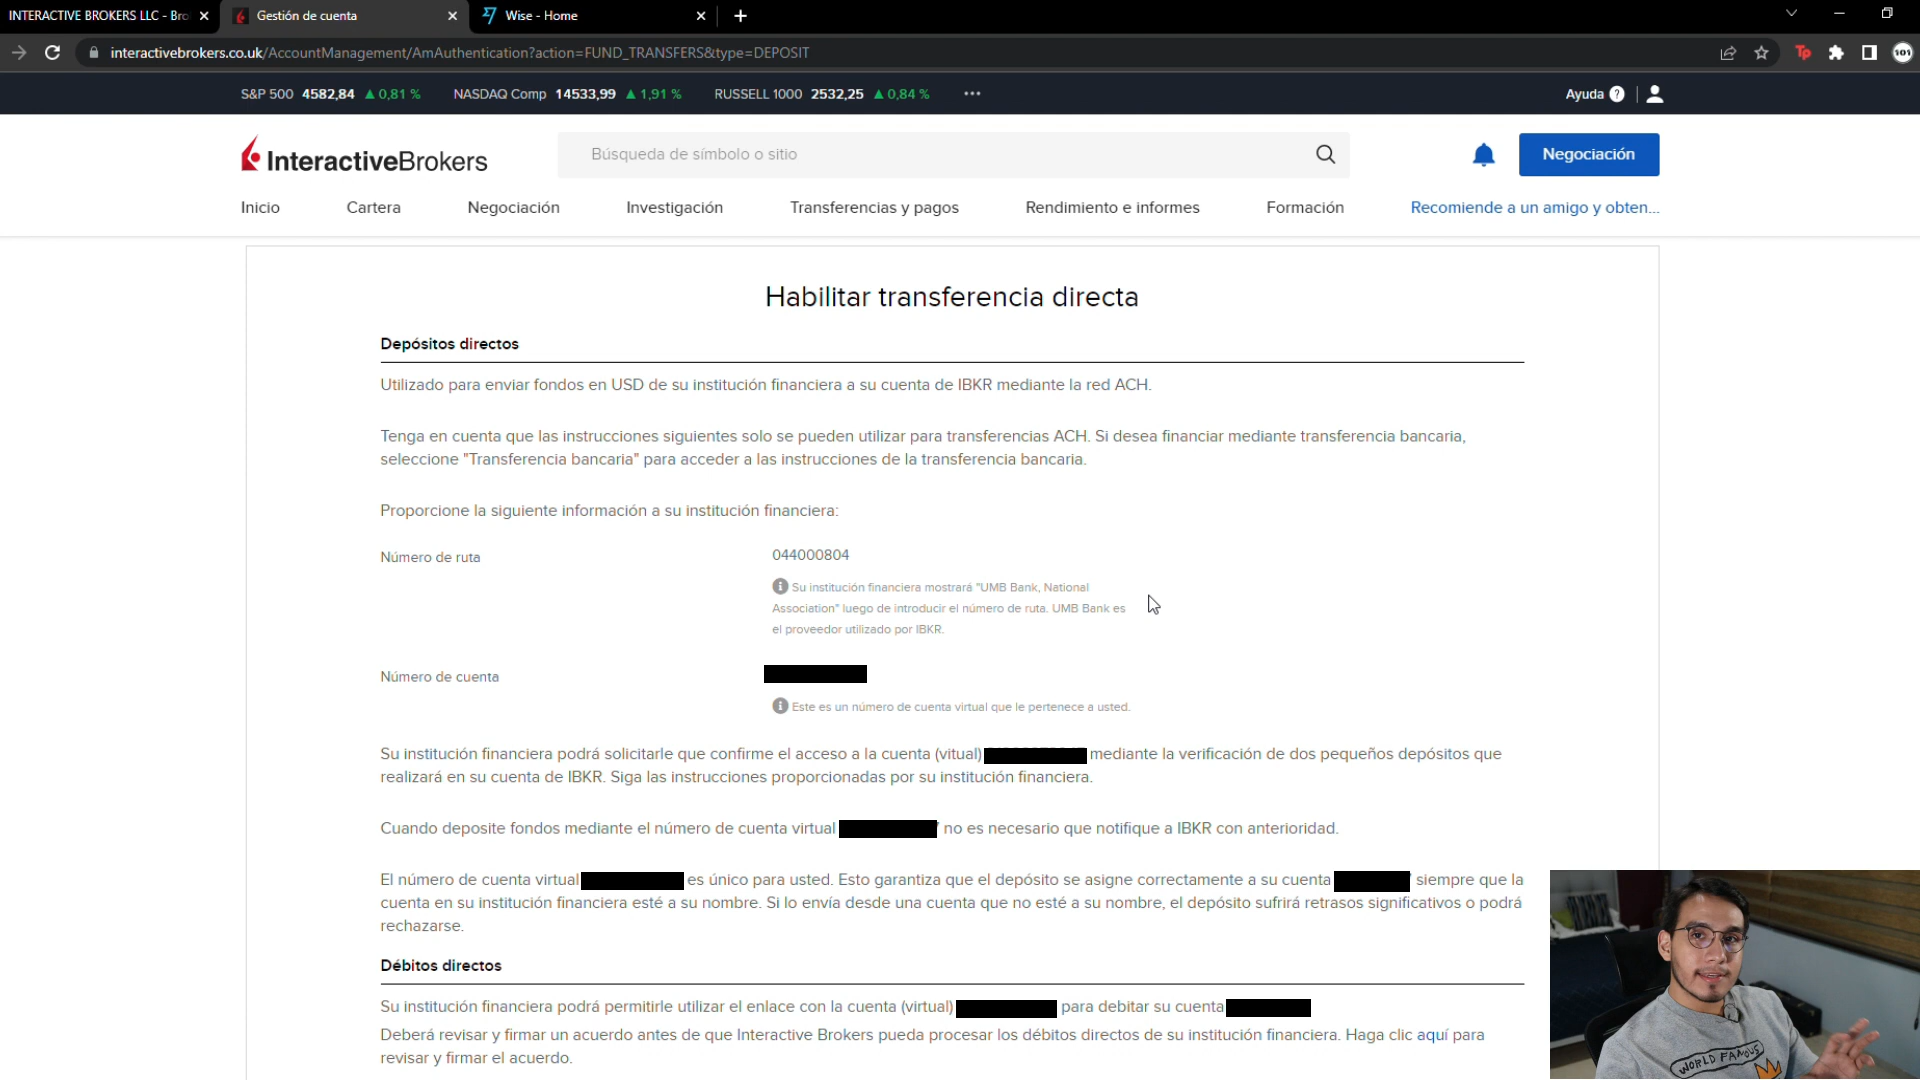 INTERACTIVE BROKERS LLC - Bro
Gestión de cuenta
Wise - Home
interactivebrokers.co.uk/AccountManagement/AmAuthentication?action=FUND_TRANSFERS&type=DEPOSIT
Tp
101
S&P 500 4582,84 ▲ 0,81 % NASDAQ Comp 14533,99 ▲ 1,91 % RUSSELL 1000 2532,25 ▲ 0,84 % •••
Ayuda ?
InteractiveBrokers
Búsqueda de símbolo o sitio
Negociación
Inicio Cartera Negociación Investigación Transferencias y pagos Rendimiento e informes Formación Recomiende a un amigo y obten...
Habilitar transferencia directa
Depósitos directos
Utilizado para enviar fondos en USD de su institución financiera a su cuenta de IBKR mediante la red ACH.
Tenga en cuenta que las instrucciones siguientes solo se pueden utilizar para transferencias ACH. Si desea financiar mediante transferencia bancaria,
seleccione "Transferencia bancaria" para acceder a las instrucciones de la transferencia bancaria.
Proporcione la siguiente información a su institución financiera:
Número de ruta
044000804
Su institución financiera mostrará "UMB Bank, National
Association" luego de introducir el número de ruta. UMB Bank es
el proveedor utilizado por IBKR.
Número de cuenta
Este es un número de cuenta virtual que le pertenece a usted.
Su institución financiera podrá solicitarle que confirme el acceso a la cuenta (vitual) mediante la verificación de dos pequeños depósitos que
realizará en su cuenta de IBKR. Siga las instrucciones proporcionadas por su institución financiera.
Cuando deposite fondos mediante el número de cuenta virtual no es necesario que notifique a IBKR con anterioridad.
El número de cuenta virtual es único para usted. Esto garantiza que el depósito se asigne correctamente a su cuenta siempre que la
cuenta en su institución financiera esté a su nombre. Si lo envía desde una cuenta que no esté a su nombre, el depósito sufrirá retrasos significativos o podrá
rechazarse.
Débitos directos
Su institución financiera podrá permitirle utilizar el enlace con la cuenta (virtual) para debitar su cuenta
Deberá revisar y firmar un acuerdo antes de que Interactive Brokers pueda procesar los débitos directos de su institución financiera. Haga clic aquí para
revisar y firmar el acuerdo.
WORLD FAMOUS